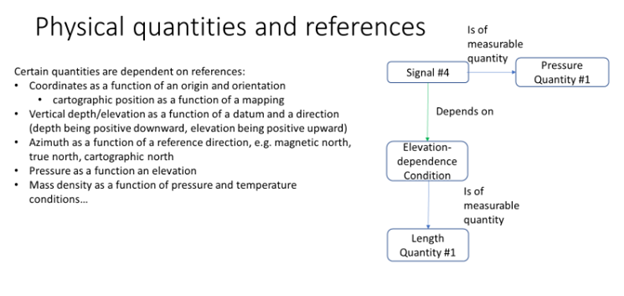 Physical quantities and references
Certain quantities are dependent on references:
• Coordinates as a function of an origin and orientation
• cartographic position as a function of a mapping
• Vertical depth/elevation as a function of a datum and a direction
(depth being positive downward, elevation being positive upward)
• Azimuth as a function of a reference direction, e.g. magnetic north,
true north, cartographic north
• Pressure as a function an elevation
• Mass density as a function of pressure and temperature
conditions...
Is of
measurable
quantity
Signal #4
Pressure
Quantity #1
Depends on
Elevation-
dependence
Condition
Is of
measurable
quantity
Length
Quantity #1